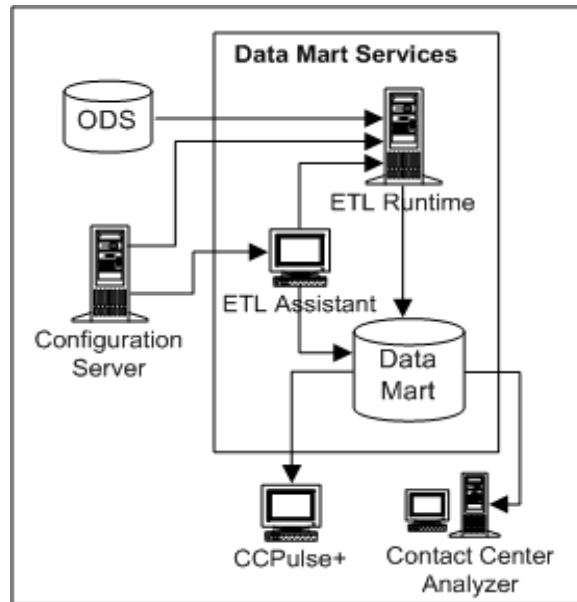 Data Mart Services
ODS
ETL Runtime
ETL Assistant
Configuration
Server
Data
Mart
CCPulse+
Contact Center
Analyzer